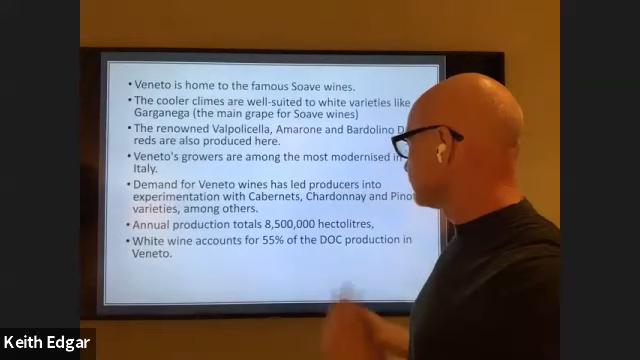 • Veneto is home to the famous Soave wines.
• The cooler climes are well-suited to white varieties like
Garganega (the main grape for Soave wines)
• The renowned Valpolicella, Amarone and Bardolino D
reds are also produced here.
• Veneto's growers are among the most modernised in
Italy.
• Demand for Veneto wines has led producers into
experimentation with Cabernets, Chardonnay and Pinot
varieties, among others.
• Annual production totals 8,500,000 hectolitres,
• White wine accounts for 55% of the DOC production in
Veneto.
Keith Edgar